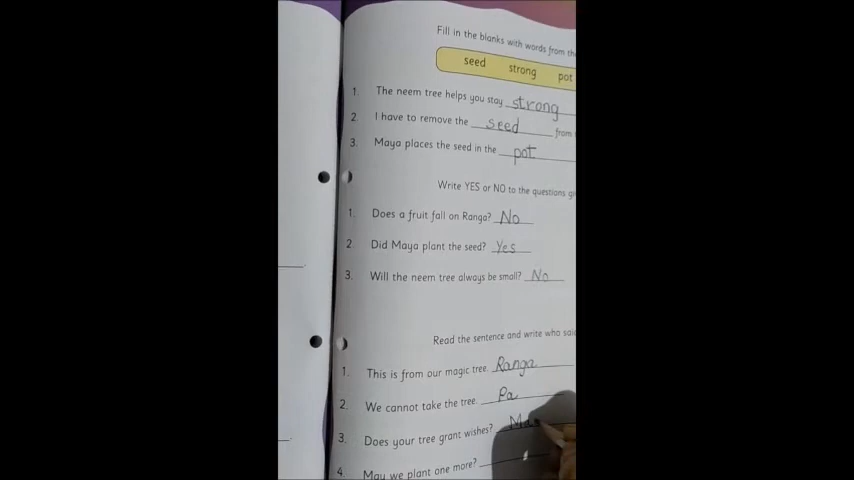 Fill in the blanks with words from the
seed strong pot
1. The neem tree helps you stay strong
2. I have to remove the seed from
3. Maya places the seed in the pot
Write YES or NO to the questions
1. Does a fruit fall on Ranga? No
2. Did Maya plant the seed? Yes
3. Will the neem tree always be small? No
Read the sentence and write who said
1. This is from our magic tree. Ranga
2. We cannot take the tree. Pa
3. Does your tree grant wishes?
4. May we plant one more?